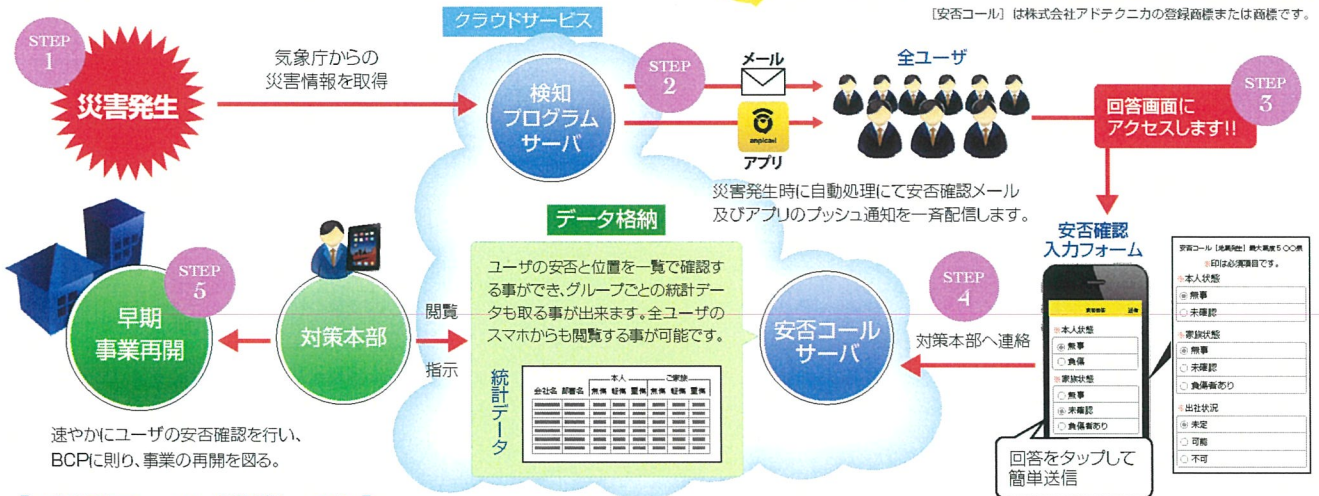 [安否コール]は株式会社アドテクニカの登録商標または商標です。
クラウドサービス
STEP
1
災害発生
気象庁からの
災害情報を取得
検知
プログラム
サーバ
STEP
2
メール
anpicall
アプリ
全ユーザ
回答画面に
アクセスします!!
STEP
3
災害発生時に自動処理にて安否確認メール
及びアプリのプッシュ通知を一斉配信します。
安否確認
入力フォーム
本人状態
無事
負傷
※家族状態
無事
未確認
負傷者あり
回答をタップして
簡単送信
安否コール [地震発生] 最大震度5 〇〇県
※印は必須項目です。
※本人状態
無事
未確認
※家族状態
無事
未確認
負傷者あり
※出社状況
未定
可能
不可
STEP
4
対策本部へ連絡
安否コール
サーバ
データ格納
ユーザの安否と位置を一覧で確認す
る事ができ、グループごとの統計デー
タも取る事が出来ます。全ユーザの
スマホからも閲覧する事が可能です。
統計データ
本人 ご家族
会社名 部署名 無傷 軽傷 重傷 無傷 軽傷 重傷
閲覧
指示
対策本部
STEP
5
早期
事業再開
速やかにユーザの安否確認を行い、
BCPに則り、事業の再開を図る。